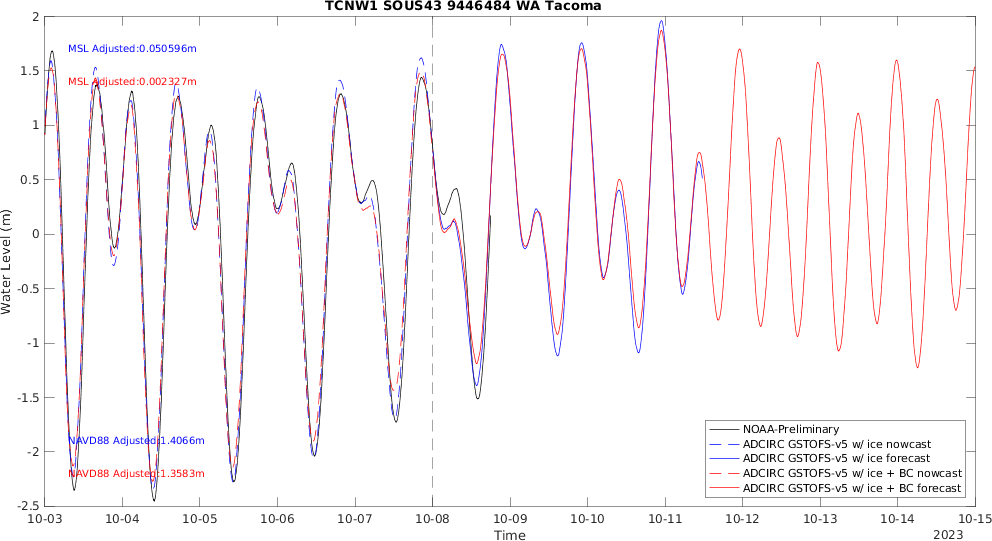 TCNW1 SOUS43 9446484 WA Tacoma
2
1.5
1
0.5
0
-0.5
-1
-1.5
-2
-2.5
Water Level (m)
MSL Adjusted:0.050596m
MSL Adjusted:0.002327m
NAVD88 Adjusted:1.4066m
NAVD88 Adjusted:1.3583m
NOAA-Preliminary
ADCIRC GSTOFS-v5 w/ ice nowcast
ADCIRC GSTOFS-v5 w/ ice forecast
ADCIRC GSTOFS-v5 w/ ice + BC nowcast
ADCIRC GSTOFS-v5 w/ ice + BC forecast
10-03 10-04 10-05 10-06 10-07 10-08 10-09 10-10 10-11 10-12 10-13 10-14 10-15
Time
2023